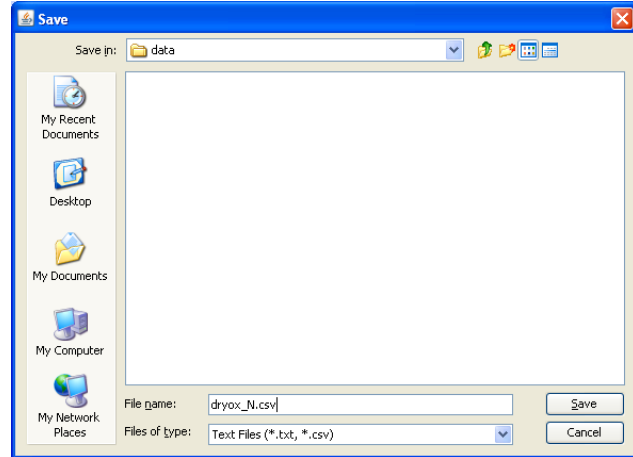 Save
Save in:
data
My Recent
Documents
Desktop
My Documents
My Computer
My Network
Places
File name:
dryox_N.csv
Save
Files of type:
Text Files (*.txt, *.csv)
Cancel